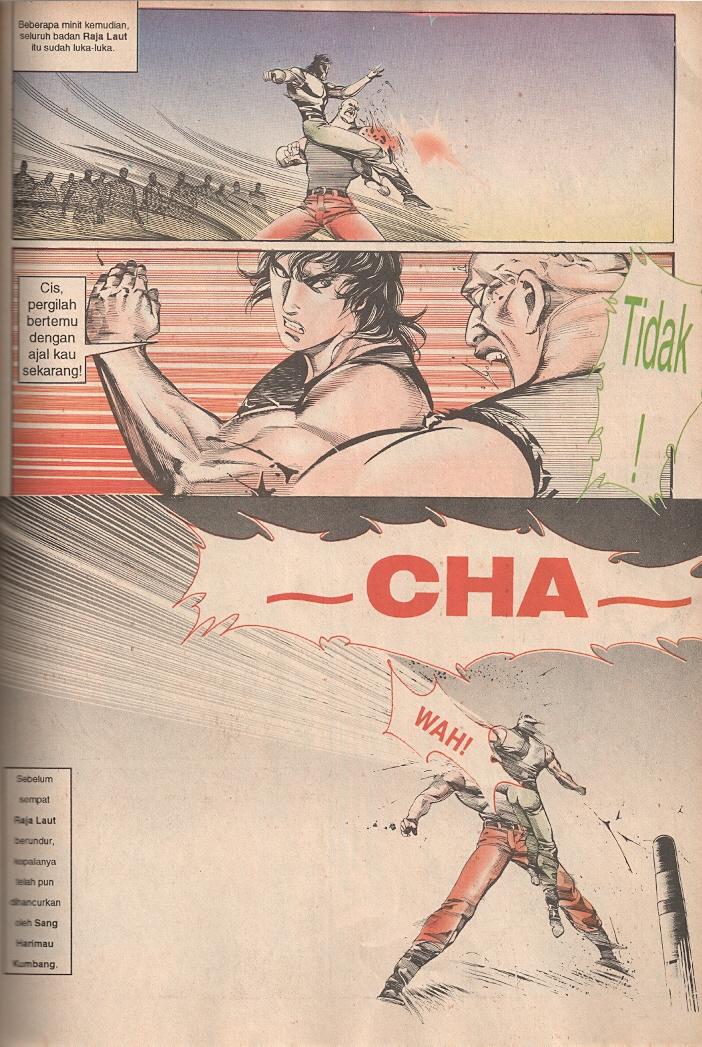 Beberapa minit kemudian,
seluruh badan Raja Laut
itu sudah luka-luka.
Cis,
pergilah
bertemu
dengan
ajal kau
sekarang!
Tidak
!
~CHA~
WAH!
Sebelum
sempat
Raja Laut
berundur,
kepalanya
telah pun
dihancurkan
oleh Sang
Harimau
Kumbang.